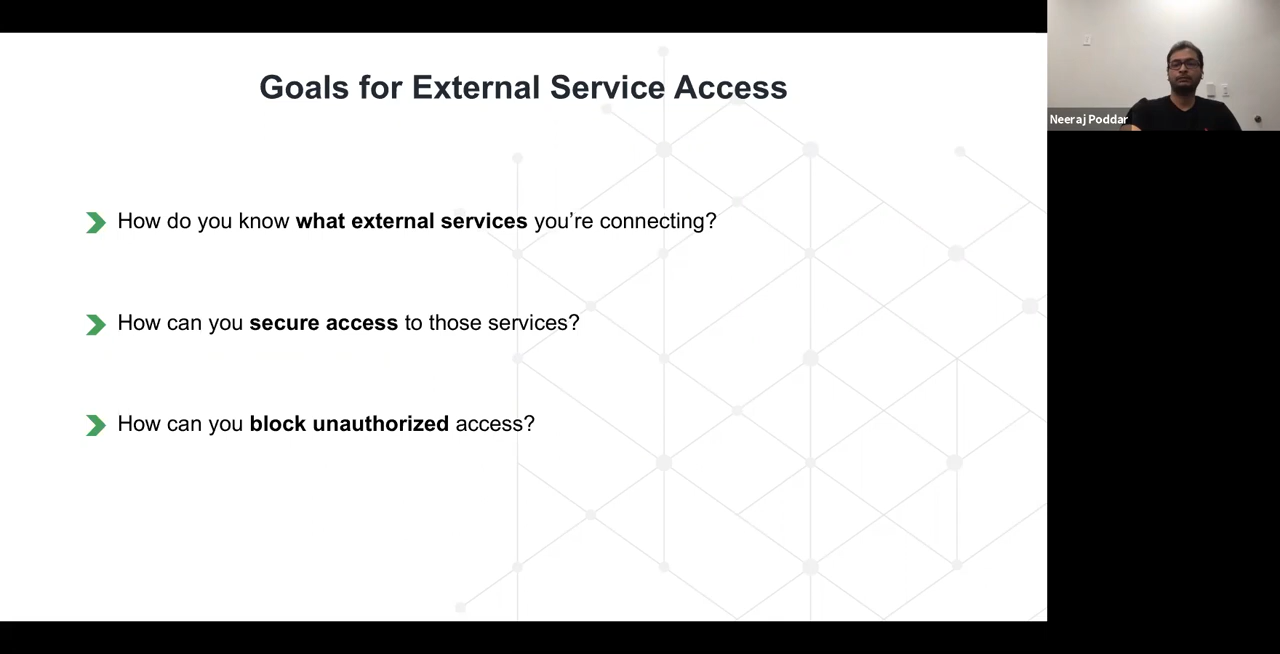 Goals for External Service Access
Neeraj Poddar
How do you know what external services you’re connecting?
How can you secure access to those services?
How can you block unauthorized access?